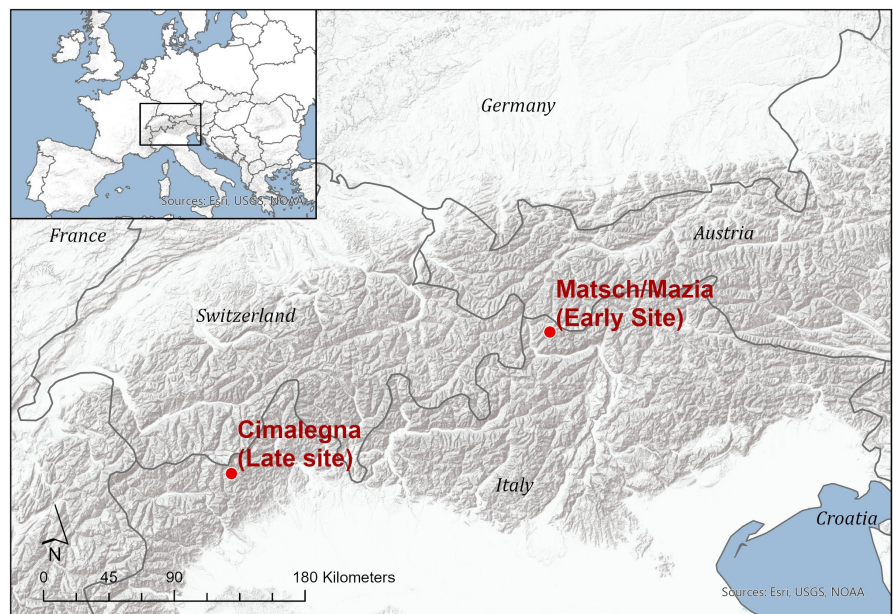 Sources: Esri, USGS, NOAA
Germany
France
Austria
Matsch/Mazia
(Early Site)
Switzerland
Cimalegna
(Late site)
Italy
Croatia
N
0 45 90 180 Kilometers
Sources: Esri, USGS, NOAA